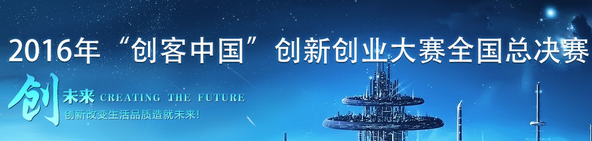 2016年“创客中国”创新创业大赛全国总决赛
创未来 CREATING THE FUTURE
创新改变生活品质造就未来!